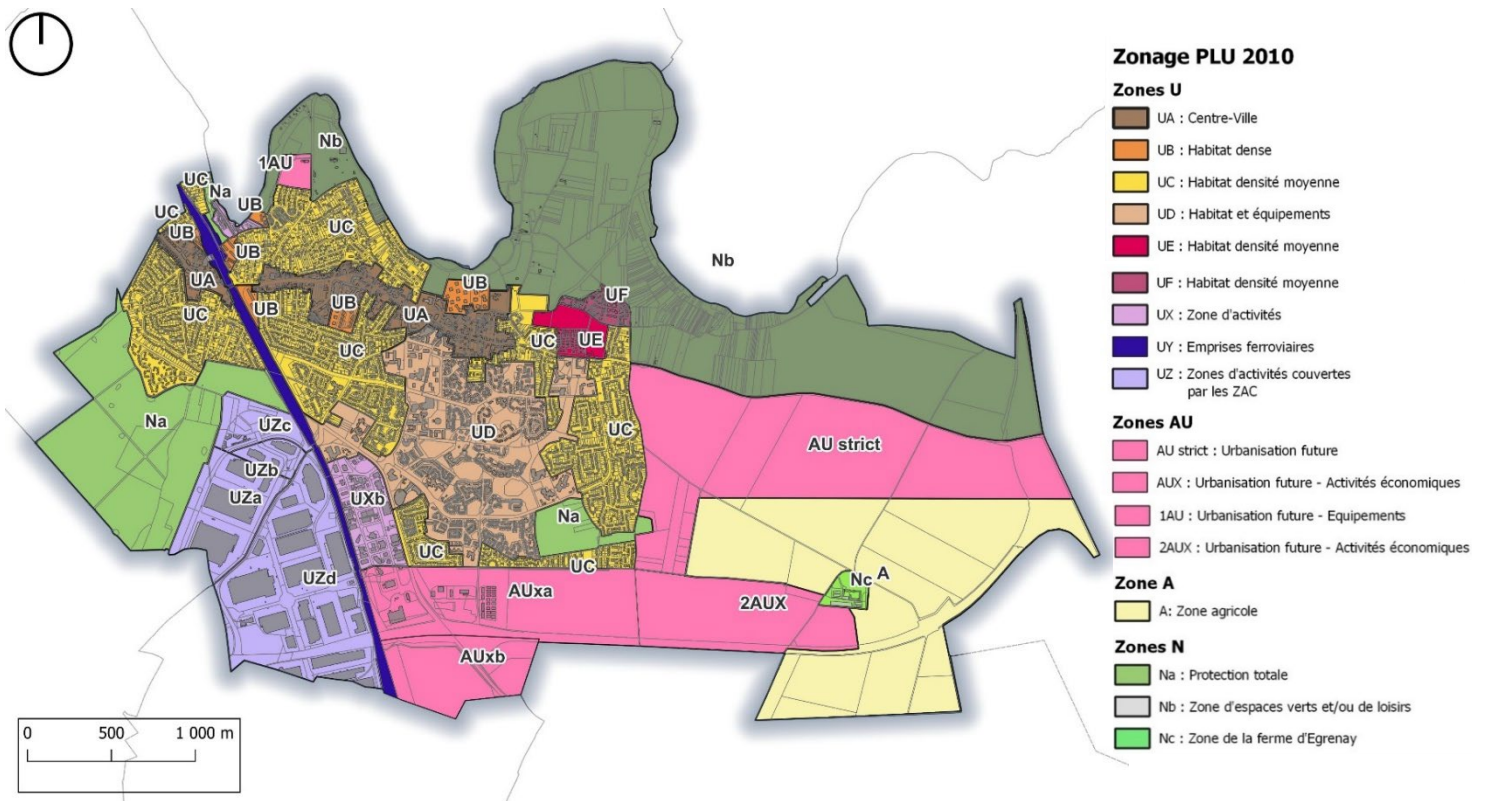 Zonage PLU 2010
Zones U
UA : Centre-Ville
UB : Habitat dense
UC : Habitat densité moyenne
UD : Habitat et équipements
UE : Habitat densité moyenne
UF : Habitat densité moyenne
UX : Zone d'activités
UY : Emprises ferroviaires
UZ : Zones d'activités couvertes
par les ZAC
Zones AU
AU strict : Urbanisation future
AUX : Urbanisation future - Activités économiques
1AU : Urbanisation future - Equipements
2AUX : Urbanisation future - Activités économiques
Zone A
A: Zone agricole
Zones N
Na : Protection totale
Nb : Zone d'espaces verts et/ou de loisirs
Nc : Zone de la ferme d'Egrenay
Nb
1AU
UC
Na
UC
UB
UB
UC
UB
Nb
UA
UB
UB
UB
UA
UF
UC
UC
UC
UE
Na
UZc
UD
UC
AU strict
UZb
UZa
UXb
Na
UC
UC
UZd
Nc
A
AUxa
2AUX
AUxb
0 500 1 000 m